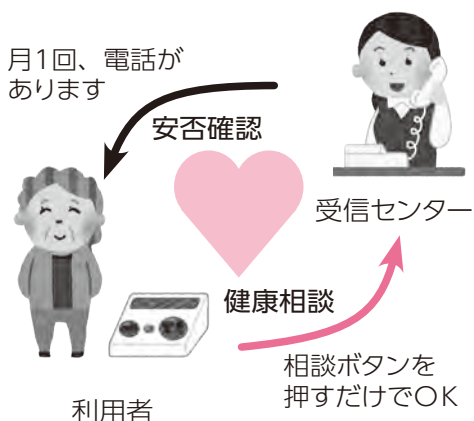 月1回、電話が
あります
安否確認
受信センター
健康相談
相談ボタンを
押すだけでOK
利用者